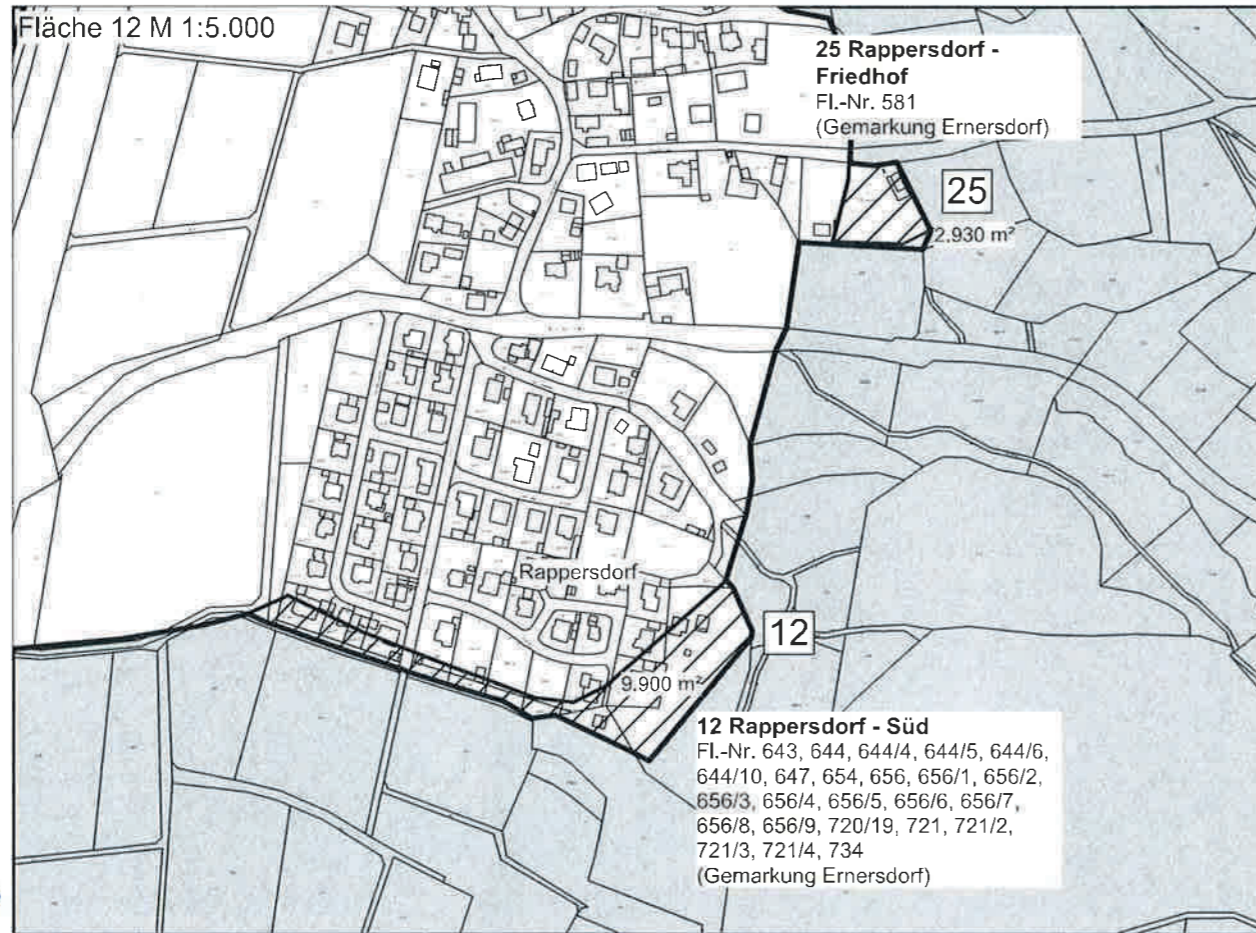 Fläche 12 M 1:5.000
25 Rappersdorf -
Friedhof
Fl.-Nr. 581
(Gemarkung Ernersdorf)
25
2.930 m²
Rappersdorf
12
9.900 m²
12 Rappersdorf - Süd
Fl.-Nr. 643, 644, 644/4, 644/5, 644/6,
644/10, 647, 654, 656, 656/1, 656/2,
656/3, 656/4, 656/5, 656/6, 656/7,
656/8, 656/9, 720/19, 721, 721/2,
721/3, 721/4, 734
(Gemarkung Ernersdorf)